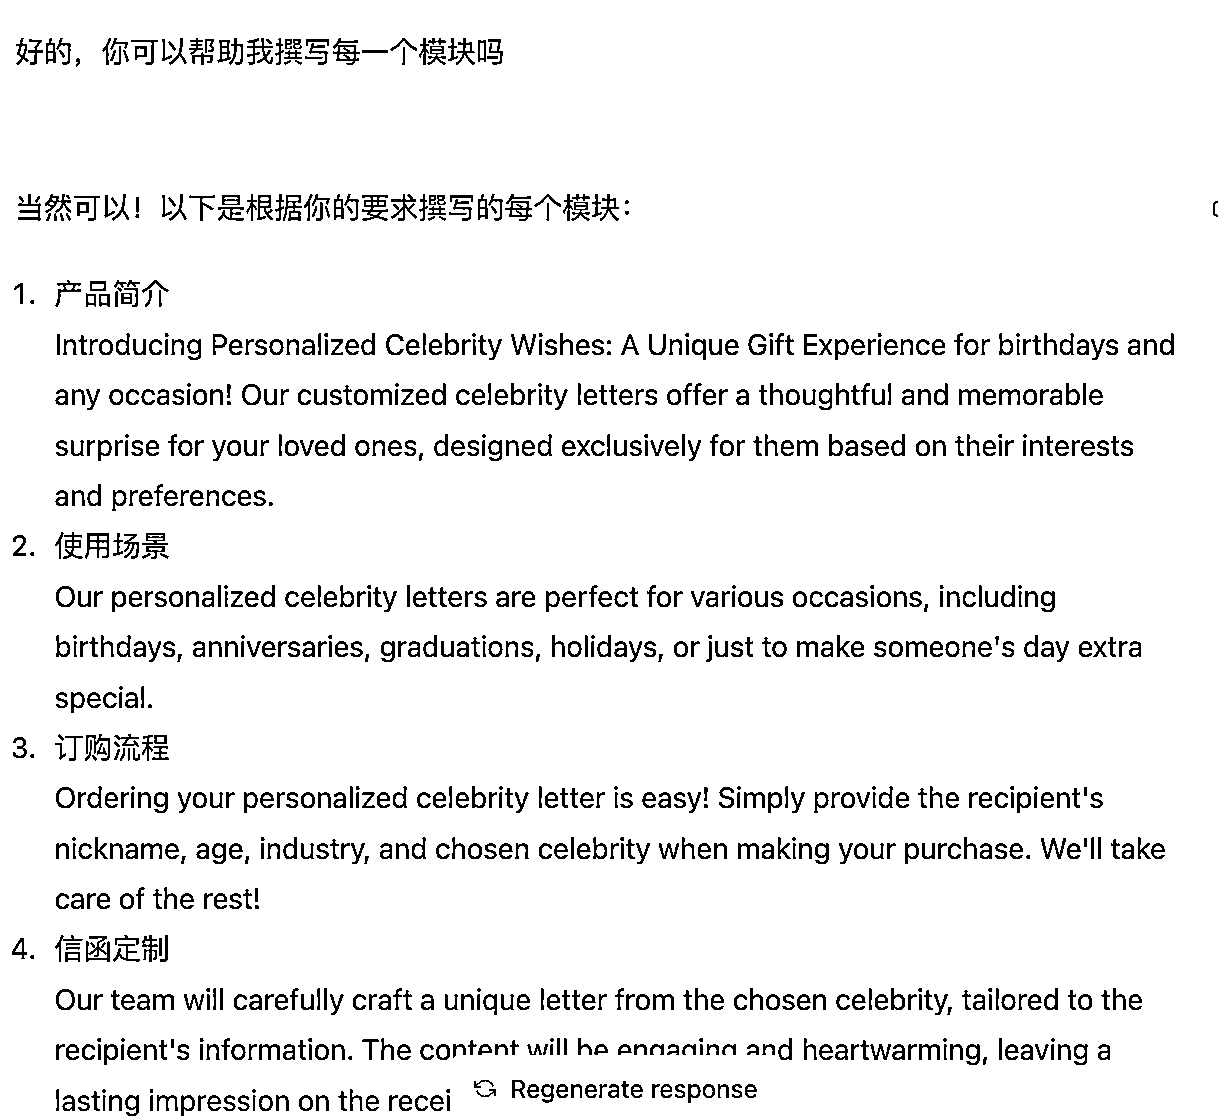 好的，你可以帮助我撰写每一个模块吗
当然可以！以下是根据你的要求撰写的每个模块：
1. 产品简介
Introducing Personalized Celebrity Wishes: A Unique Gift Experience for birthdays and
any occasion! Our customized celebrity letters offer a thoughtful and memorable
surprise for your loved ones, designed exclusively for them based on their interests
and preferences.
2. 使用场景
Our personalized celebrity letters are perfect for various occasions, including
birthdays, anniversaries, graduations, holidays, or just to make someone's day extra
special.
3. 订购流程
Ordering your personalized celebrity letter is easy! Simply provide the recipient's
nickname, age, industry, and chosen celebrity when making your purchase. We'll take
care of the rest!
4. 信函定制
Our team will carefully craft a unique letter from the chosen celebrity, tailored to the
recipient's information. The content will be engaging and heartwarming, leaving a
lasting impression on the recei
Regenerate response